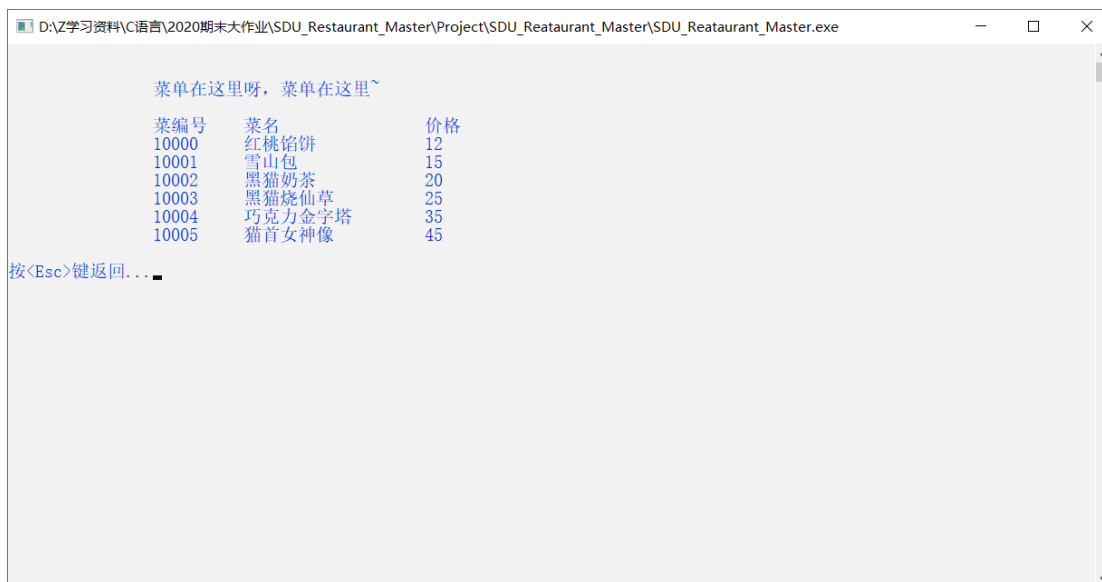 D:\Z学习资料\C语言\2020期末大作业\SDU_Restaurant_Master\Project\SDU_Reataurant_Master\SDU_Reataurant_Master.exe
菜单在这里呀，菜单在这里~
菜编号 菜名 价格
10000 红桃馅饼 12
10001 雪山包 15
10002 黑猫奶茶 20
10003 黑猫烧仙草 25
10004 巧克力金字塔 35
10005 猫首女神像 45
按<Esc>键返回...